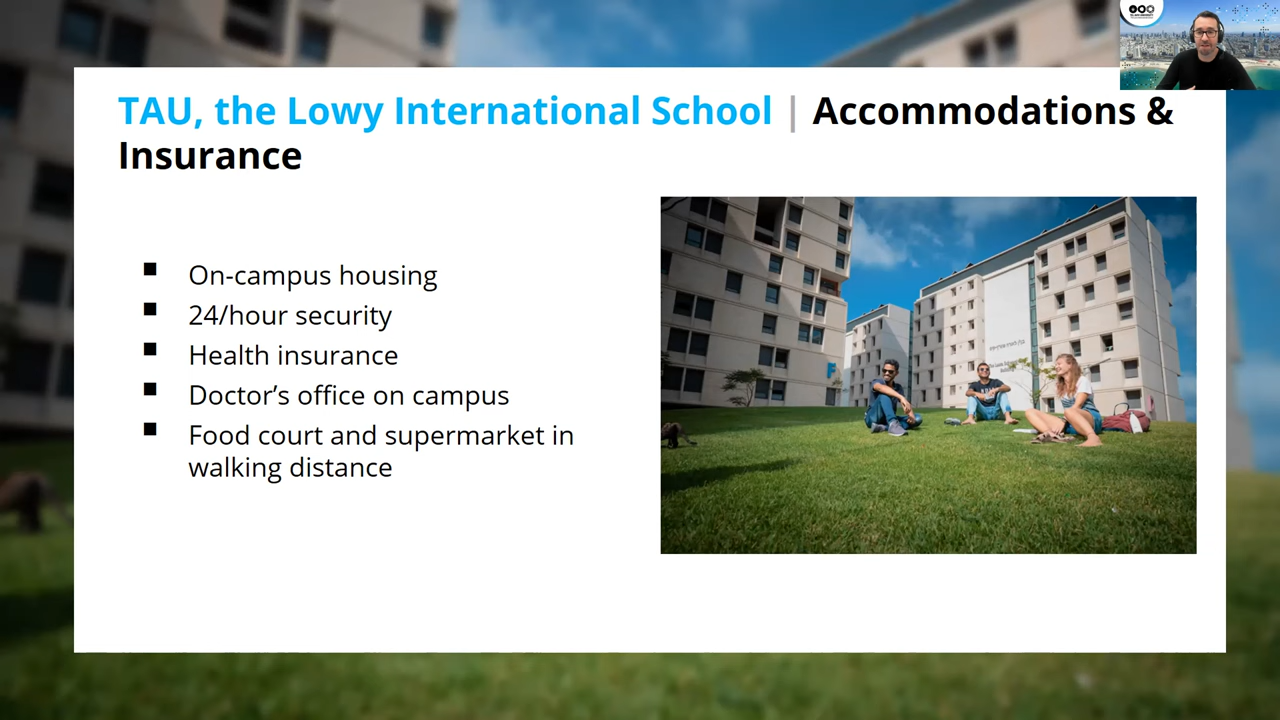 TAU, the Lowy International School | Accommodations &
Insurance
On-campus housing
24/hour security
Health insurance
Doctor’s office on campus
Food court and supermarket in
walking distance